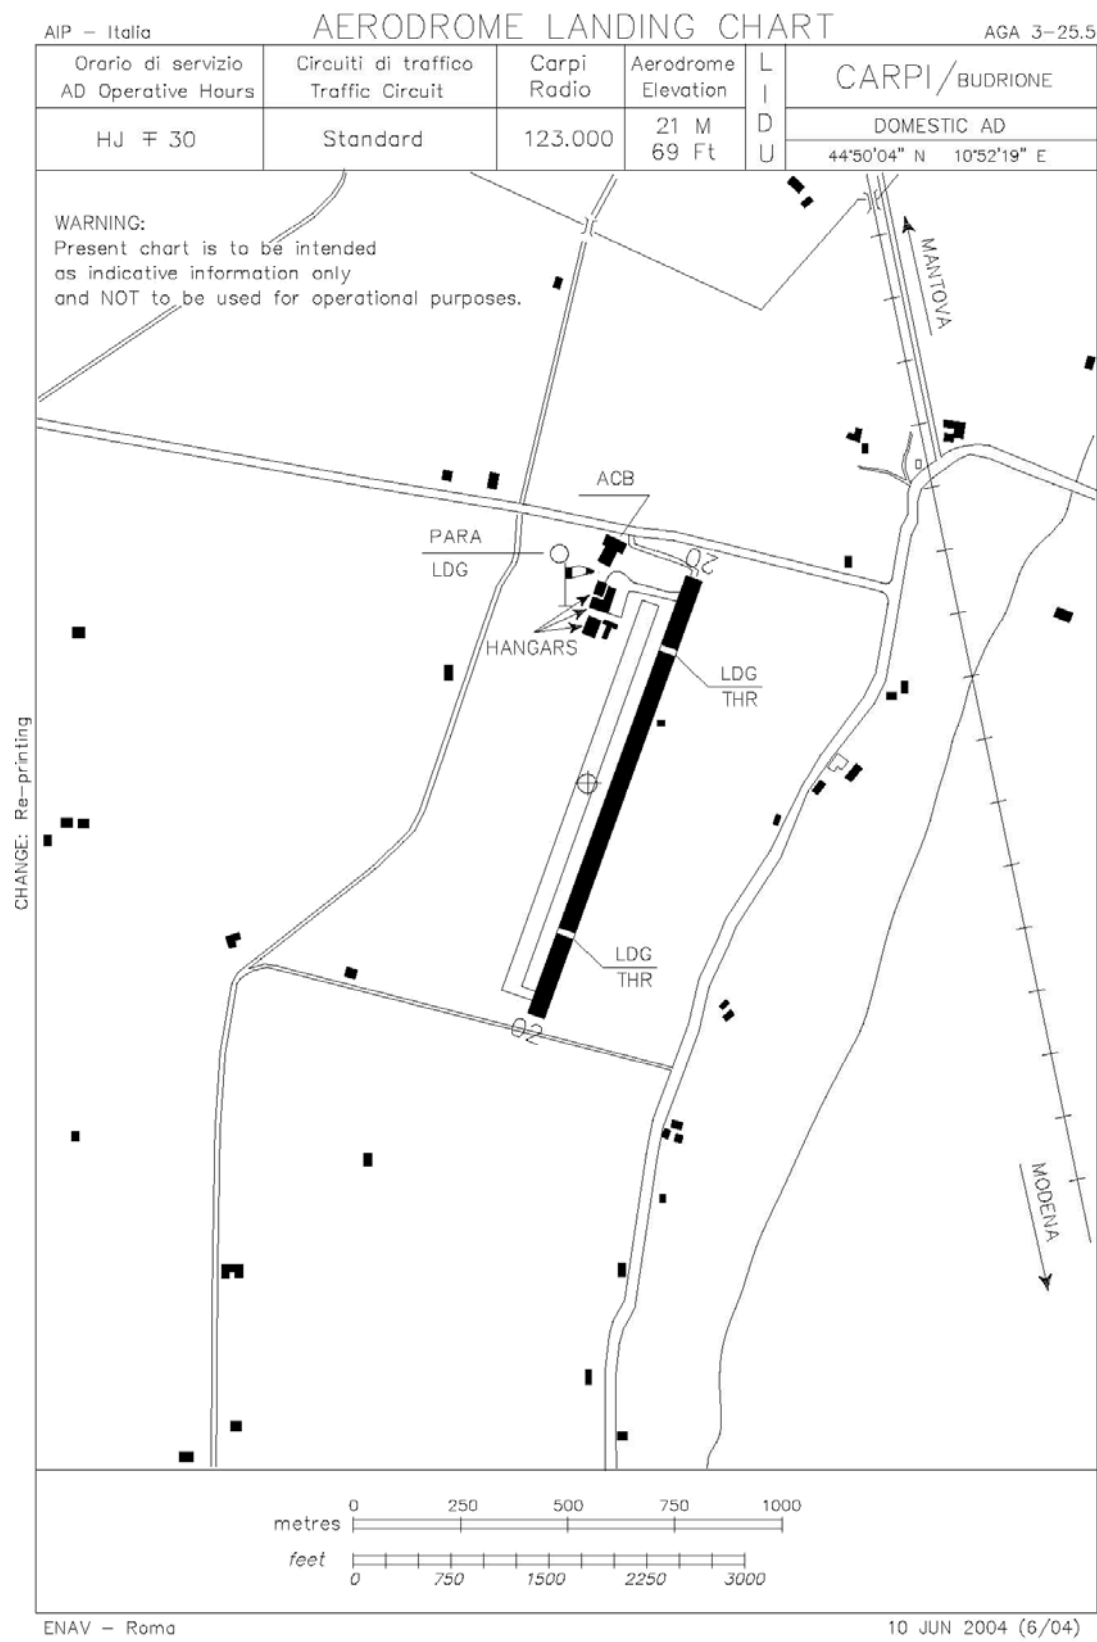 AIP – Italia
AERODROME LANDING CHART
AGA 3–25.5
Orario di servizio
AD Operative Hours
Circuiti di traffico
Traffic Circuit
Carpi
Radio
Aerodrome
Elevation
LIDU
CARPI/BUDRIONE
HJ ∓ 30
Standard
123.000
21 M
69 Ft
DOMESTIC AD
44°50'04" N 10°52'19" E
WARNING:
Present chart is to be intended
as indicative information only
and NOT to be used for operational purposes.
MANTOVA
ACB
PARA
LDG
20
HANGARS
LDG
THR
CHANGE: Re–printing
LDG
THR
02
MODENA
0 250 500 750 1000
metres
feet
0 750 1500 2250 3000
ENAV – Roma
10 JUN 2004 (6/04)